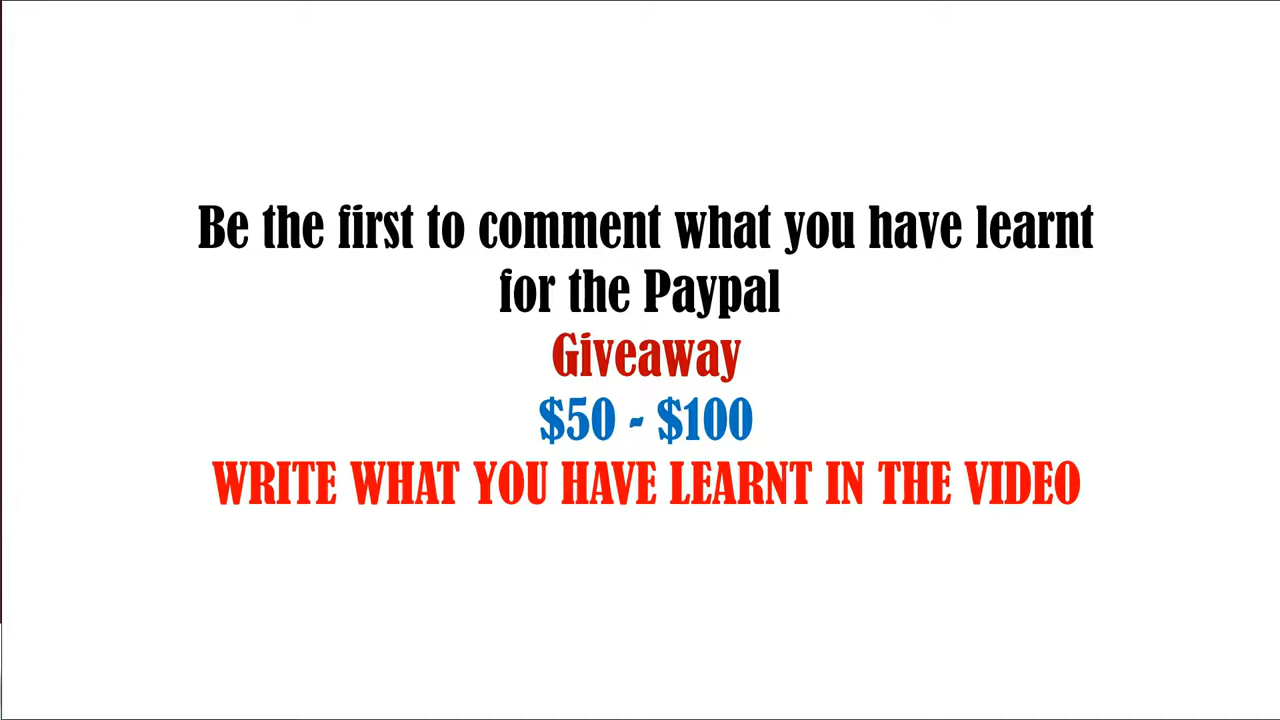 Be the first to comment what you have learnt
for the Paypal
Giveaway
$50 - $100
WRITE WHAT YOU HAVE LEARNT IN THE VIDEO